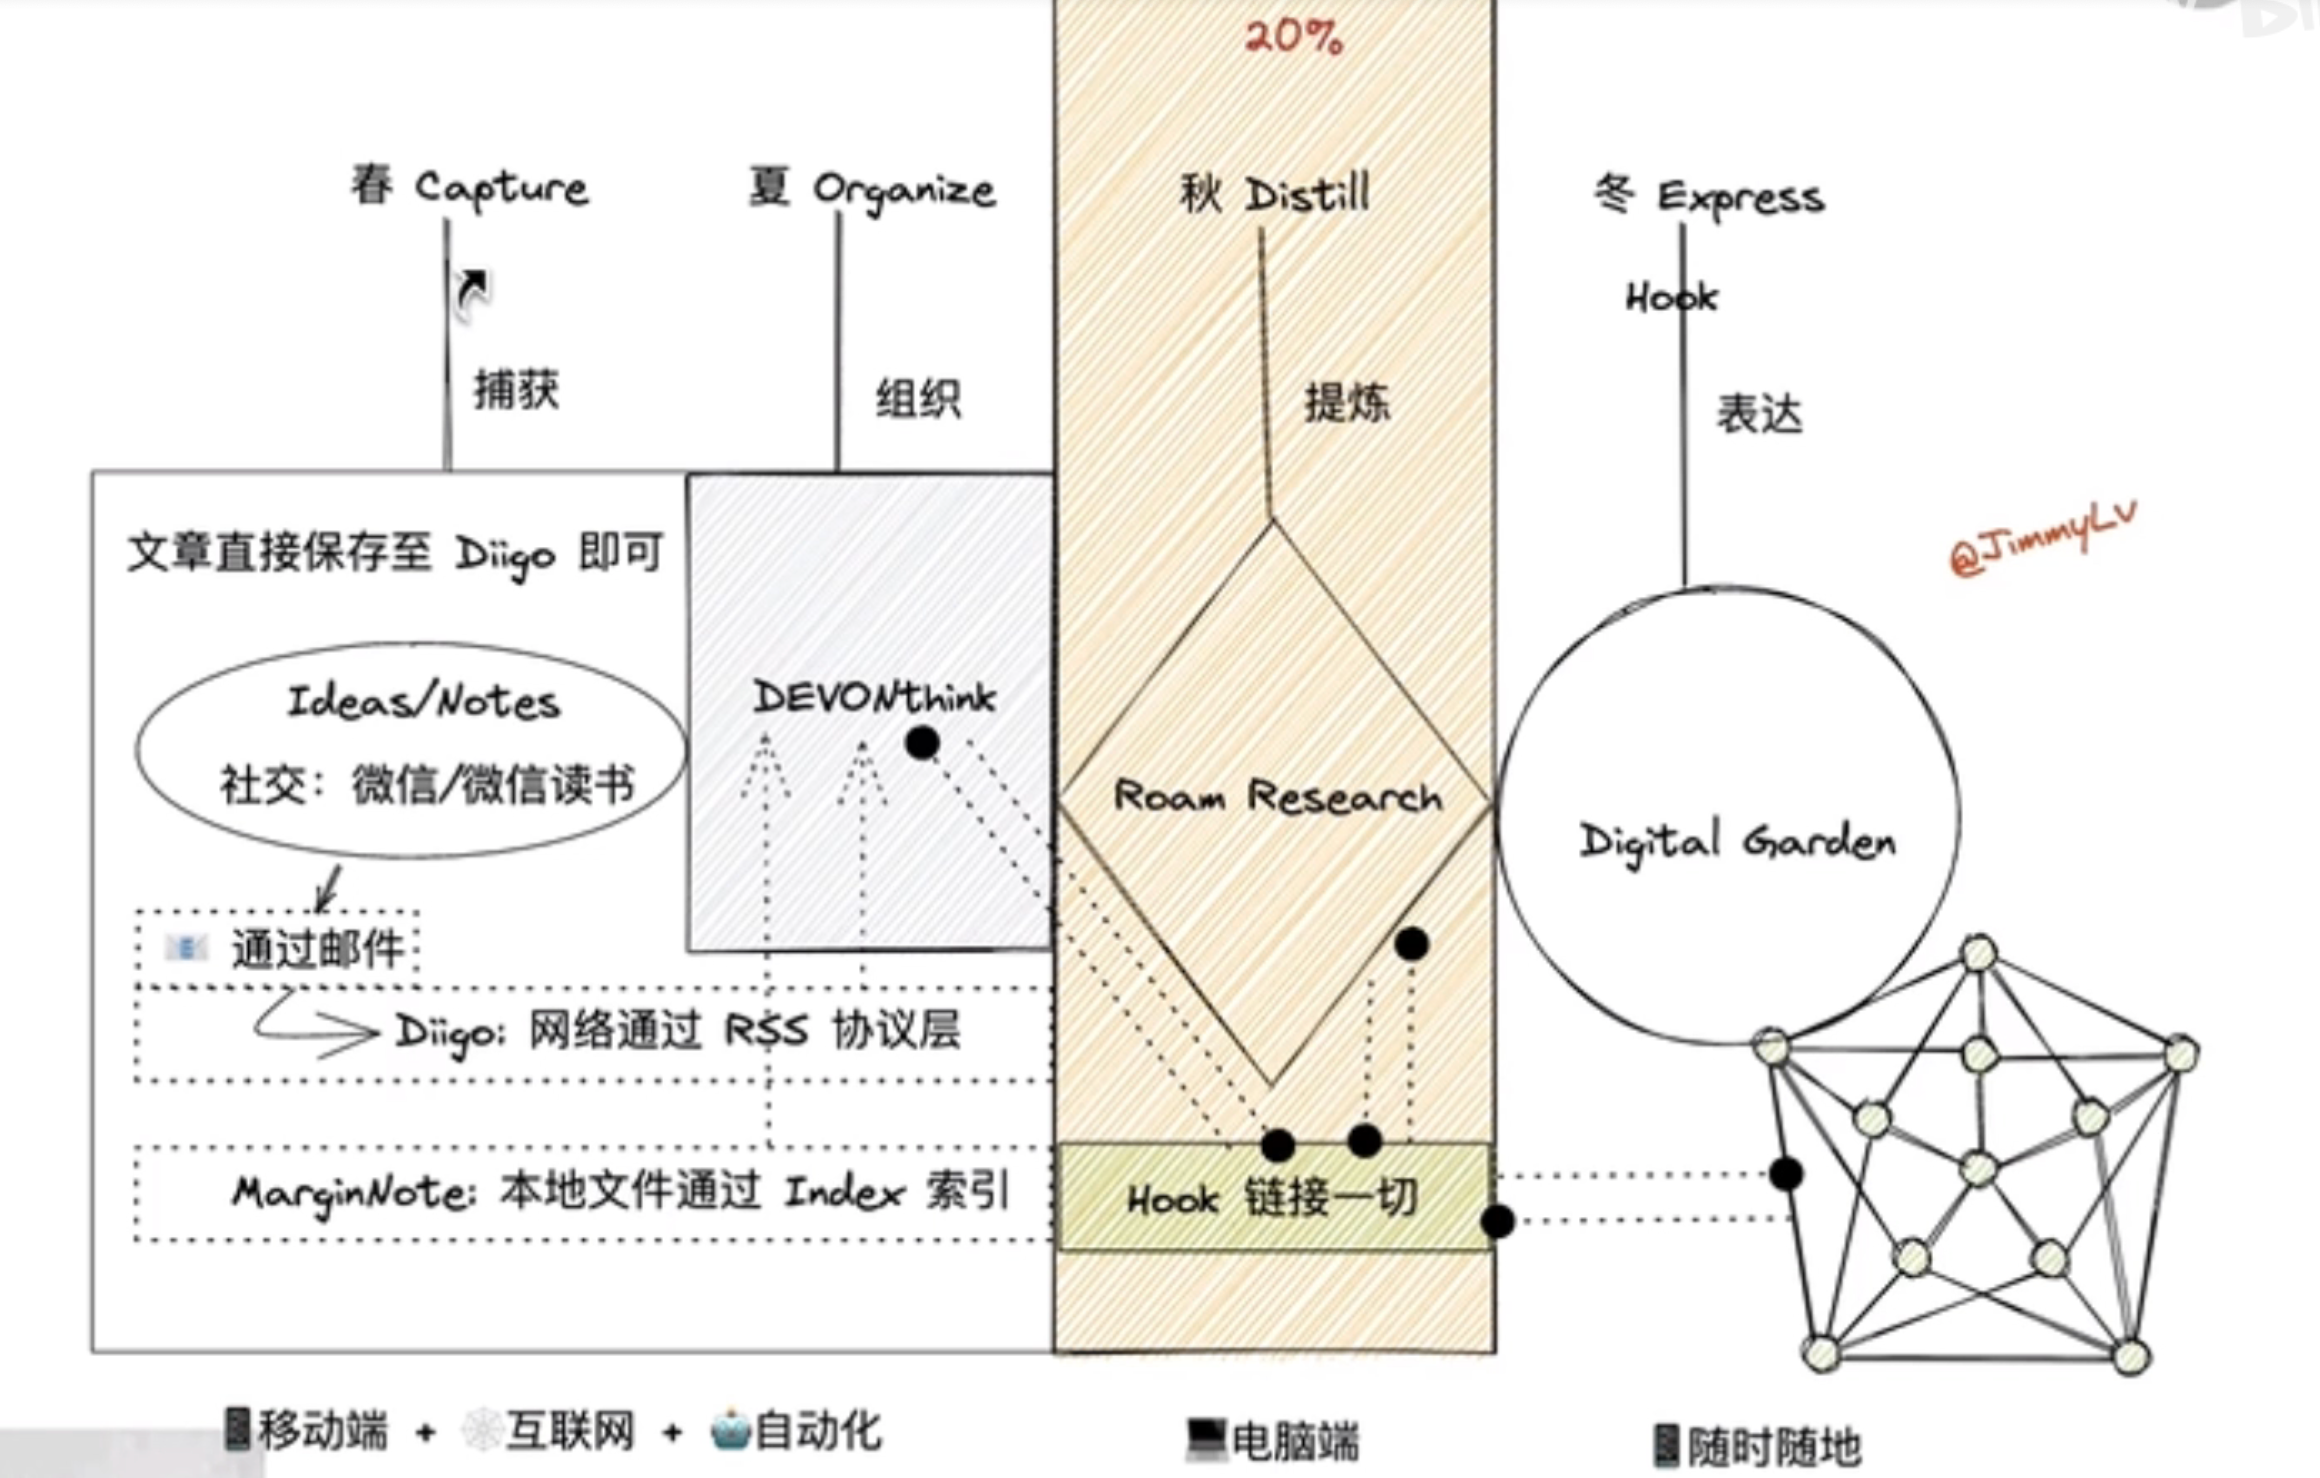 20%
春 Capture
夏 Organize
秋 Distill
冬 Express
Hook
捕获
组织
提炼
表达
@JimmyLv
文章直接保存至 Diigo 即可
Ideas/Notes
社交：微信/微信读书
DEVONthink
Roam Research
Digital Garden
通过邮件
Diigo: 网络通过 RSS 协议层
MarginNote: 本地文件通过 Index 索引
Hook 链接一切
移动端 + 互联网 + 自动化
电脑端
随时随地